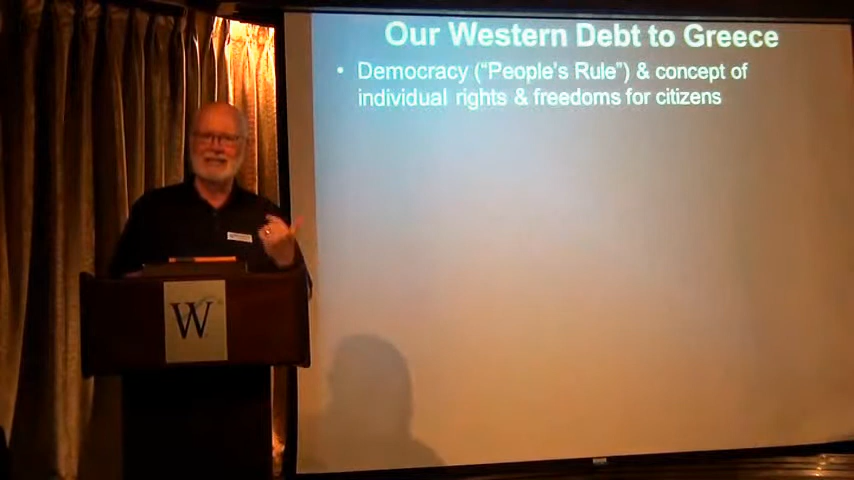 Our Western Debt to Greece
• Democracy ("People's Rule") & concept of
individual rights & freedoms for citizens
W